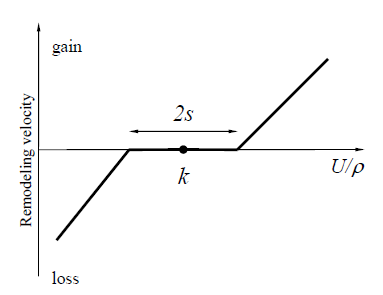 gain
Remodeling velocity
2s
k
U/ρ
loss